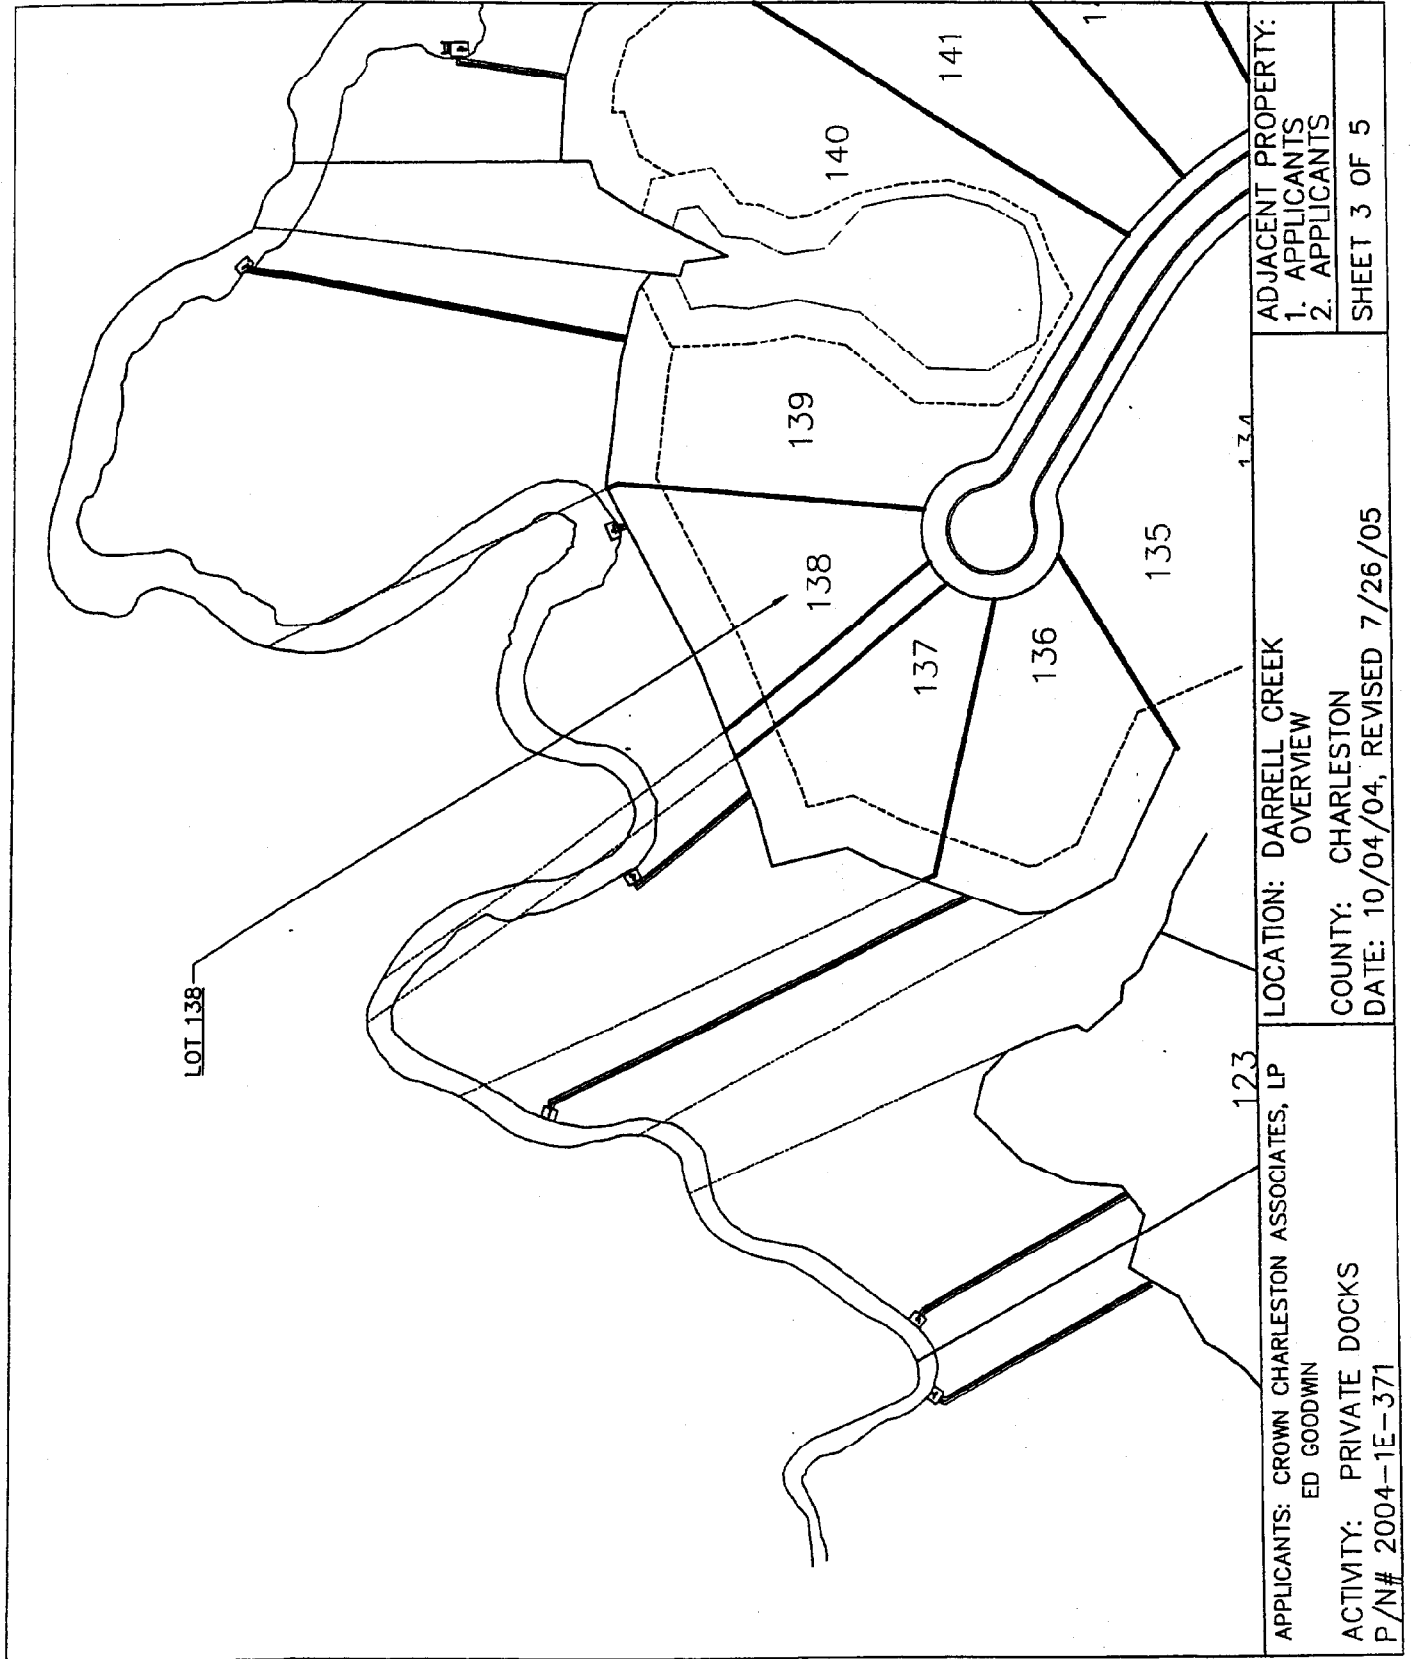 LOT 138
141
140
139
138
137
136
135
134
123
APPLICANTS: CROWN CHARLESTON ASSOCIATES, LP
ED GOODWIN
ACTIVITY: PRIVATE DOCKS
P/N# 2004-1E-371
LOCATION: DARRELL CREEK
OVERVIEW
COUNTY: CHARLESTON
DATE: 10/04/04, REVISED 7/26/05
ADJACENT PROPERTY:
1. APPLICANTS
2. APPLICANTS
SHEET 3 OF 5